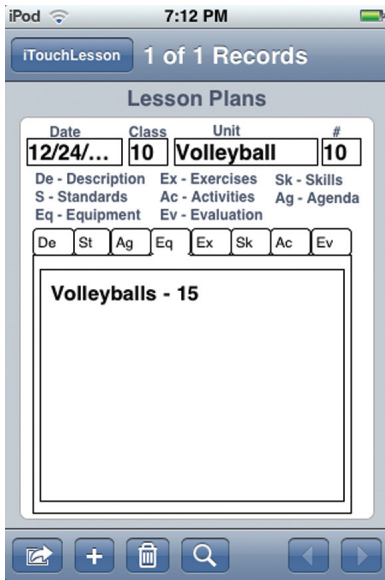 iPod 7:12 PM
iTouchLesson 1 of 1 Records
Lesson Plans
Date Class Unit #
12/24/... 10 Volleyball 10
De - Description Ex - Exercises Sk - Skills
S - Standards Ac - Activities Ag - Agenda
Eq - Equipment Ev - Evaluation
De St Ag Eq Ex Sk Ac Ev
Volleyballs - 15